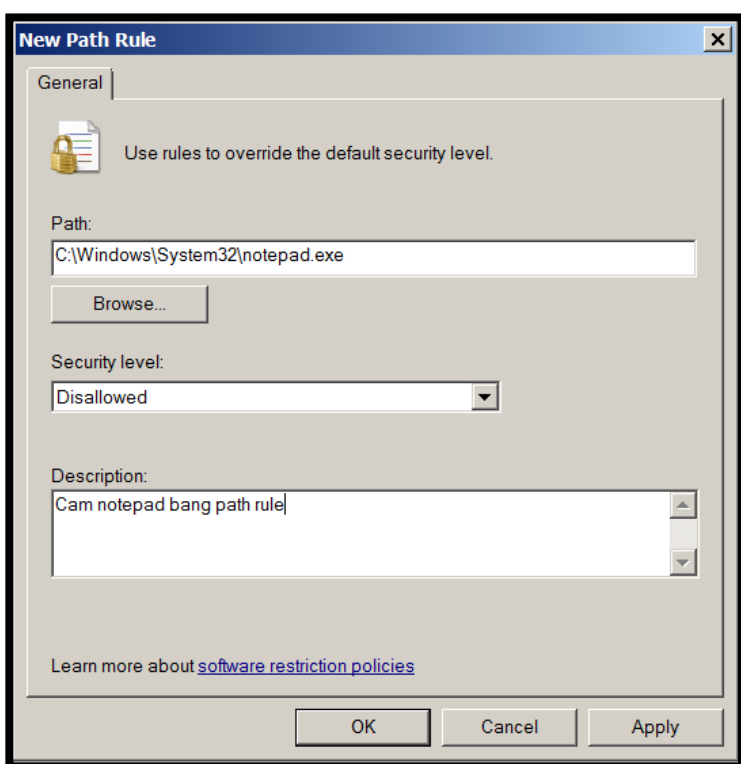 New Path Rule
General
Use rules to override the default security level.
Path:
C:\Windows\System32\notepad.exe
Browse...
Security level:
Disallowed
Description:
Cam notepad bang path rule
Learn more about software restriction policies
OK Cancel Apply